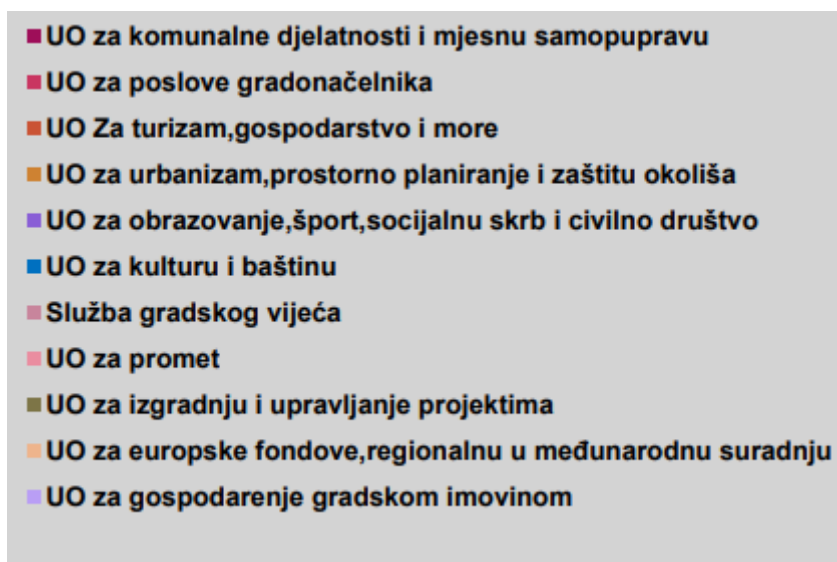 UO za komunalne djelatnosti i mjesnu samopupravu
UO za poslove gradonačelnika
UO Za turizam,gospodarstvo i more
UO za urbanizam,prostorno planiranje i zaštitu okoliša
UO za obrazovanje,šport,socijalnu skrb i civilno društvo
UO za kulturu i baštinu
Služba gradskog vijeća
UO za promet
UO za izgradnju i upravljanje projektima
UO za europske fondove,regionalnu u međunarodnu suradnju
UO za gospodarenje gradskom imovinom